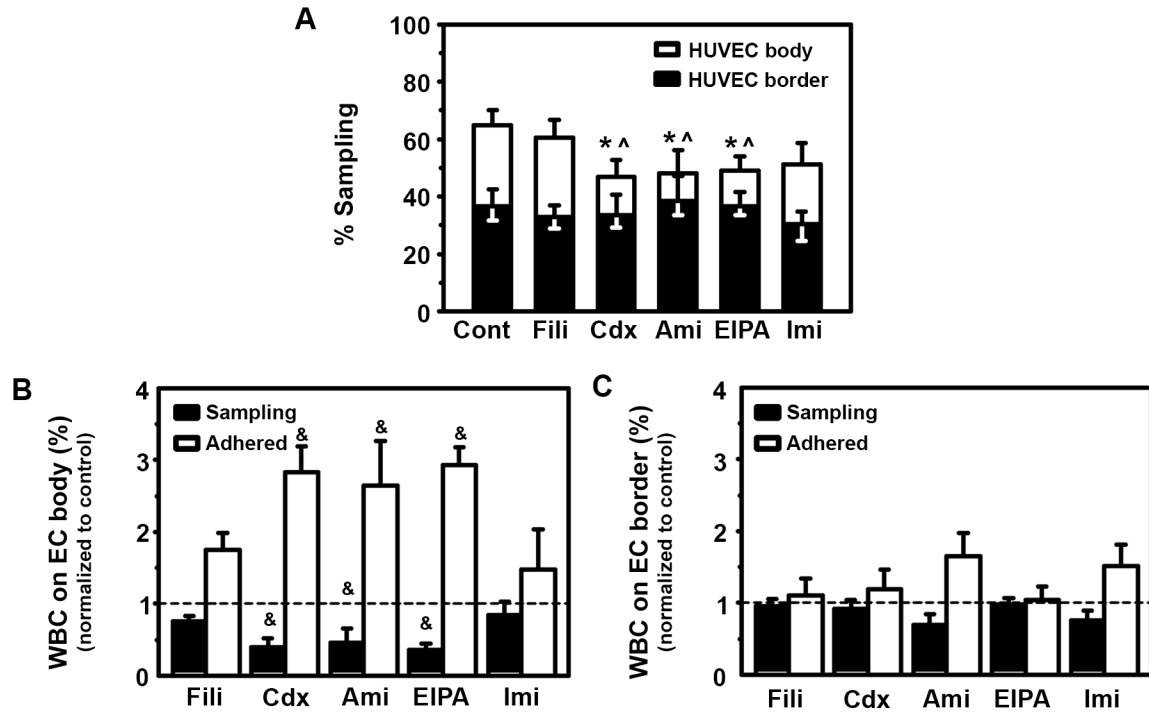 A
100
80
60
40
20
0
% Sampling
HUVEC body
HUVEC border
* ^ * ^ * ^
Cont Fili Cdx Ami EIPA Imi
B
4
3
2
1
0
WBC on EC body (%)
(normalized to control)
Sampling
Adhered
& & &
& & &
Fili Cdx Ami EIPA Imi
C
4
3
2
1
0
WBC on EC border (%)
(normalized to control)
Sampling
Adhered
Fili Cdx Ami EIPA Imi